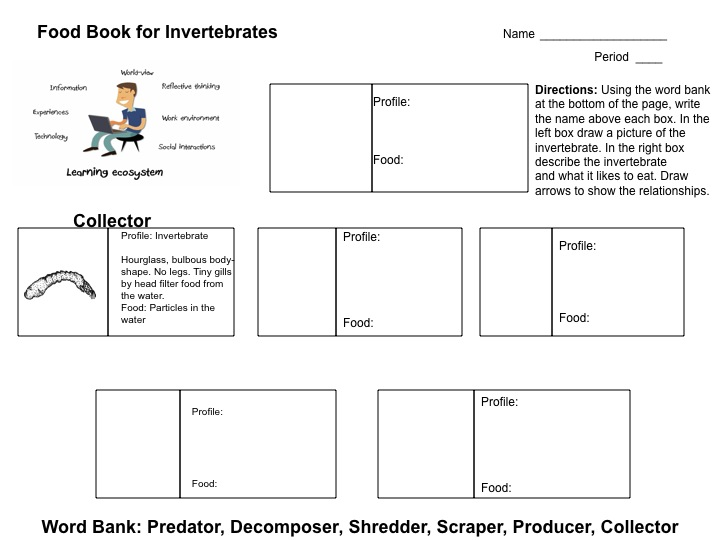 Food Book for Invertebrates
Name ___________________
Period ____
World-view
Information
Reflective thinking
Experiences
Work environment
Technology
Social interactions
Learning ecosystem
Profile:
Food:
Directions: Using the word bank
at the bottom of the page, write
the name above each box. In the
left box draw a picture of the
invertebrate. In the right box
describe the invertebrate
and what it likes to eat. Draw
arrows to show the relationships.
Collector
Profile: Invertebrate
Hourglass, bulbous body-
shape. No legs. Tiny gills
by head filter food from
the water.
Food: Particles in the
water
Profile:
Food:
Profile:
Food:
Profile:
Food:
Profile:
Food:
Word Bank: Predator, Decomposer, Shredder, Scraper, Producer, Collector